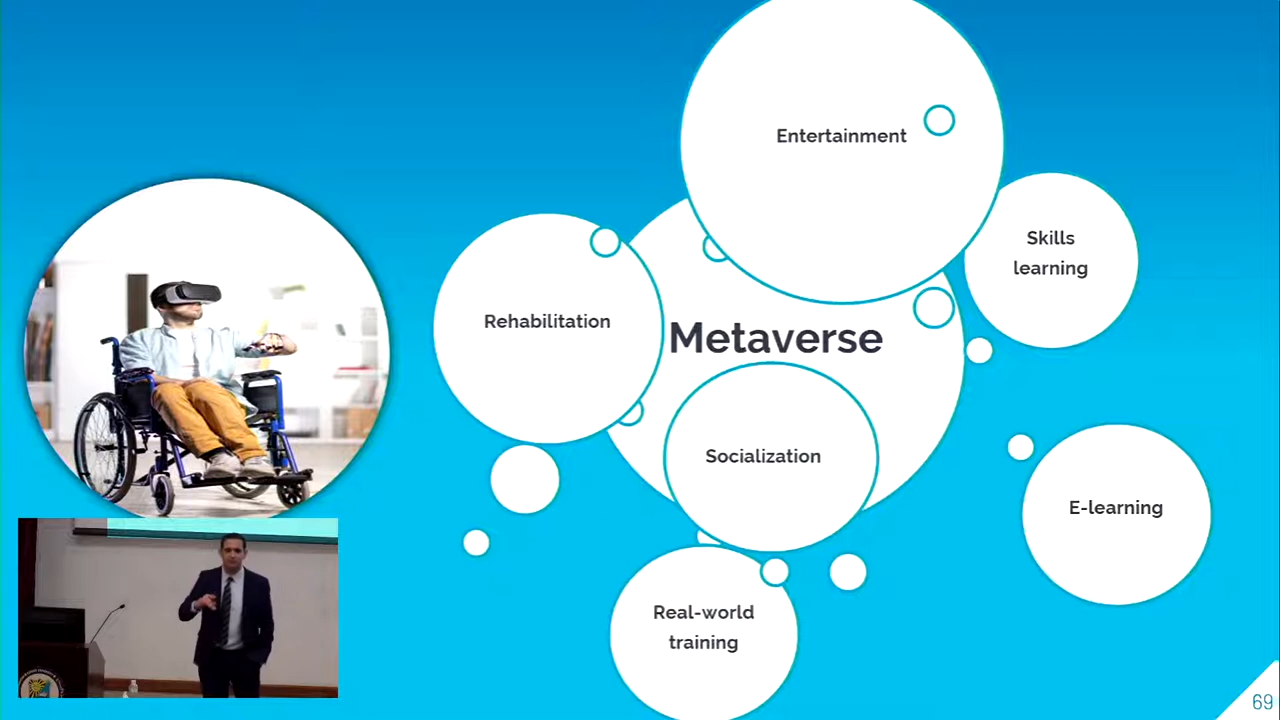 Entertainment
Skills
learning
Rehabilitation
Metaverse
Socialization
E-learning
Real-world
training
69